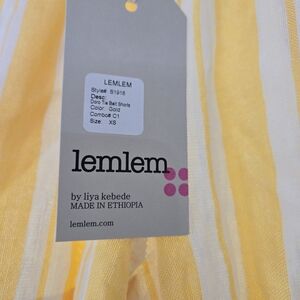 LEMLEM
Style#: S1918
Desc:
Doro Tie Belt Shorts
Color: Gold
Combo# C1
Size: XS
lemlem
by liya kebede
MADE IN ETHIOPIA
lemlem.com